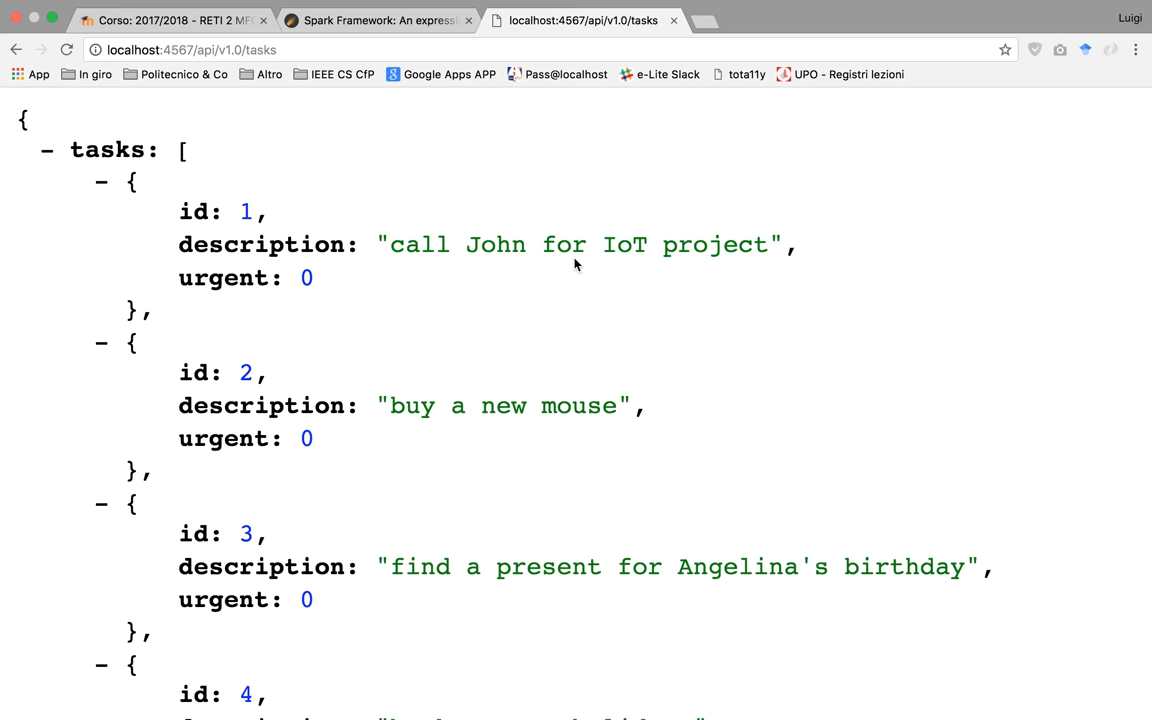 Corso: 2017/2018 - RETI 2 MF
Spark Framework: An express
localhost:4567/api/v1.0/tasks
Luigi
localhost:4567/api/v1.0/tasks
App In giro Politecnico & Co Altro IEEE CS CfP Google Apps APP Pass@localhost e-Lite Slack tota11y UPO - Registri lezioni
{
- tasks: [
- {
id: 1,
description: "call John for IoT project",
urgent: 0
},
- {
id: 2,
description: "buy a new mouse",
urgent: 0
},
- {
id: 3,
description: "find a present for Angelina's birthday",
urgent: 0
},
- {
id: 4,